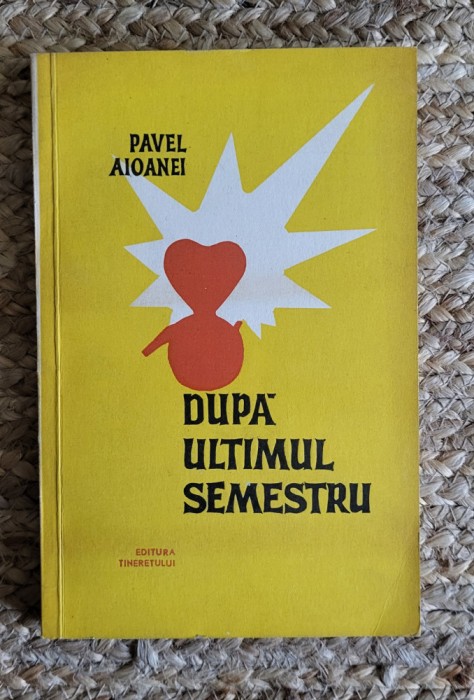 PAVEL
AIOANEI
DUPĂ
ULTIMUL
SEMESTRU
EDITURA
TINERETULUI